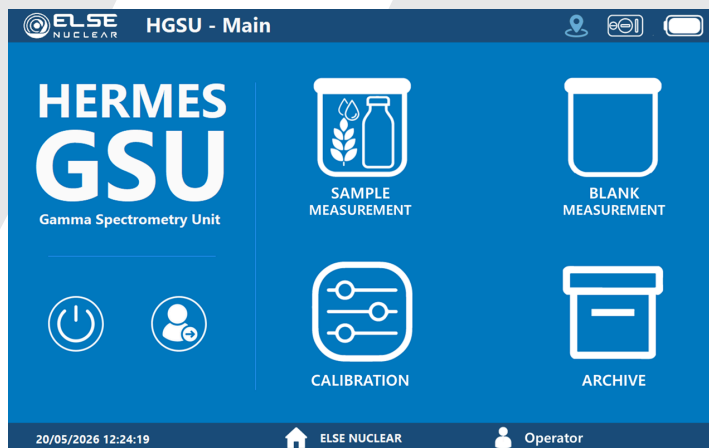 ELSE NUCLEAR HGSU - Main
HERMES
GSU
Gamma Spectrometry Unit
SAMPLE
MEASUREMENT
BLANK
MEASUREMENT
CALIBRATION
ARCHIVE
20/05/2026 12:24:19 ELSE NUCLEAR Operator